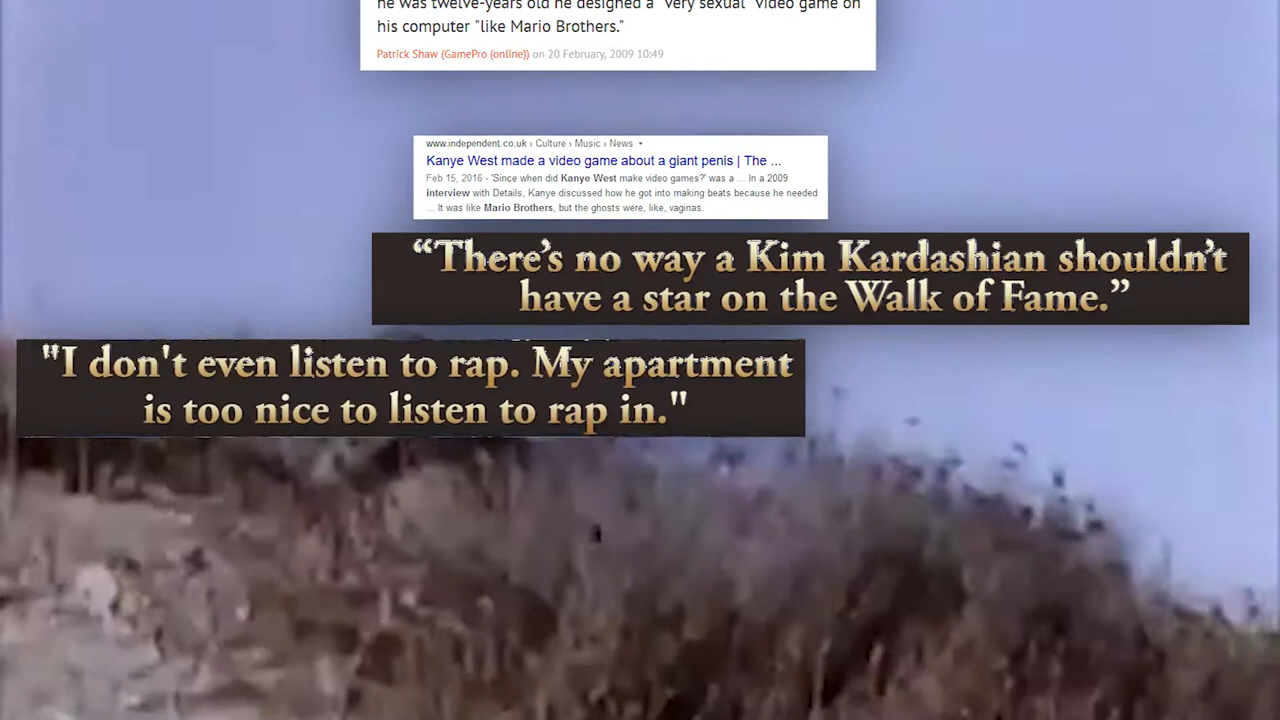 he was twelve-years old he designed a "very sexual" video game on
his computer "like Mario Brothers."
Patrick Shaw (GamePro (online)) on 20 February, 2009 10:49
www.independent.co.uk › Culture › Music › News
Kanye West made a video game about a giant penis | The ...
Feb 15, 2016 - 'Since when did Kanye West make video games?' was a ... In a 2009
interview with Details, Kanye discussed how he got into making beats because he needed
... It was like Mario Brothers, but the ghosts were, like, vaginas.
“There’s no way a Kim Kardashian shouldn’t
have a star on the Walk of Fame.”
"I don't even listen to rap. My apartment
is too nice to listen to rap in."